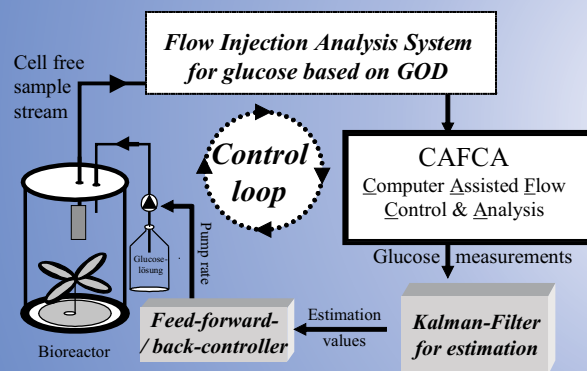 Flow Injection Analysis System
for glucose based on GOD
Cell free
sample
stream
Control
loop
CAFCA
Computer Assisted Flow
Control & Analysis
Glucose measurements
Pump rate
Glucose-
lösung
Estimation
values
Kalman-Filter
for estimation
Feed-forward-
/ back-controller
Bioreactor